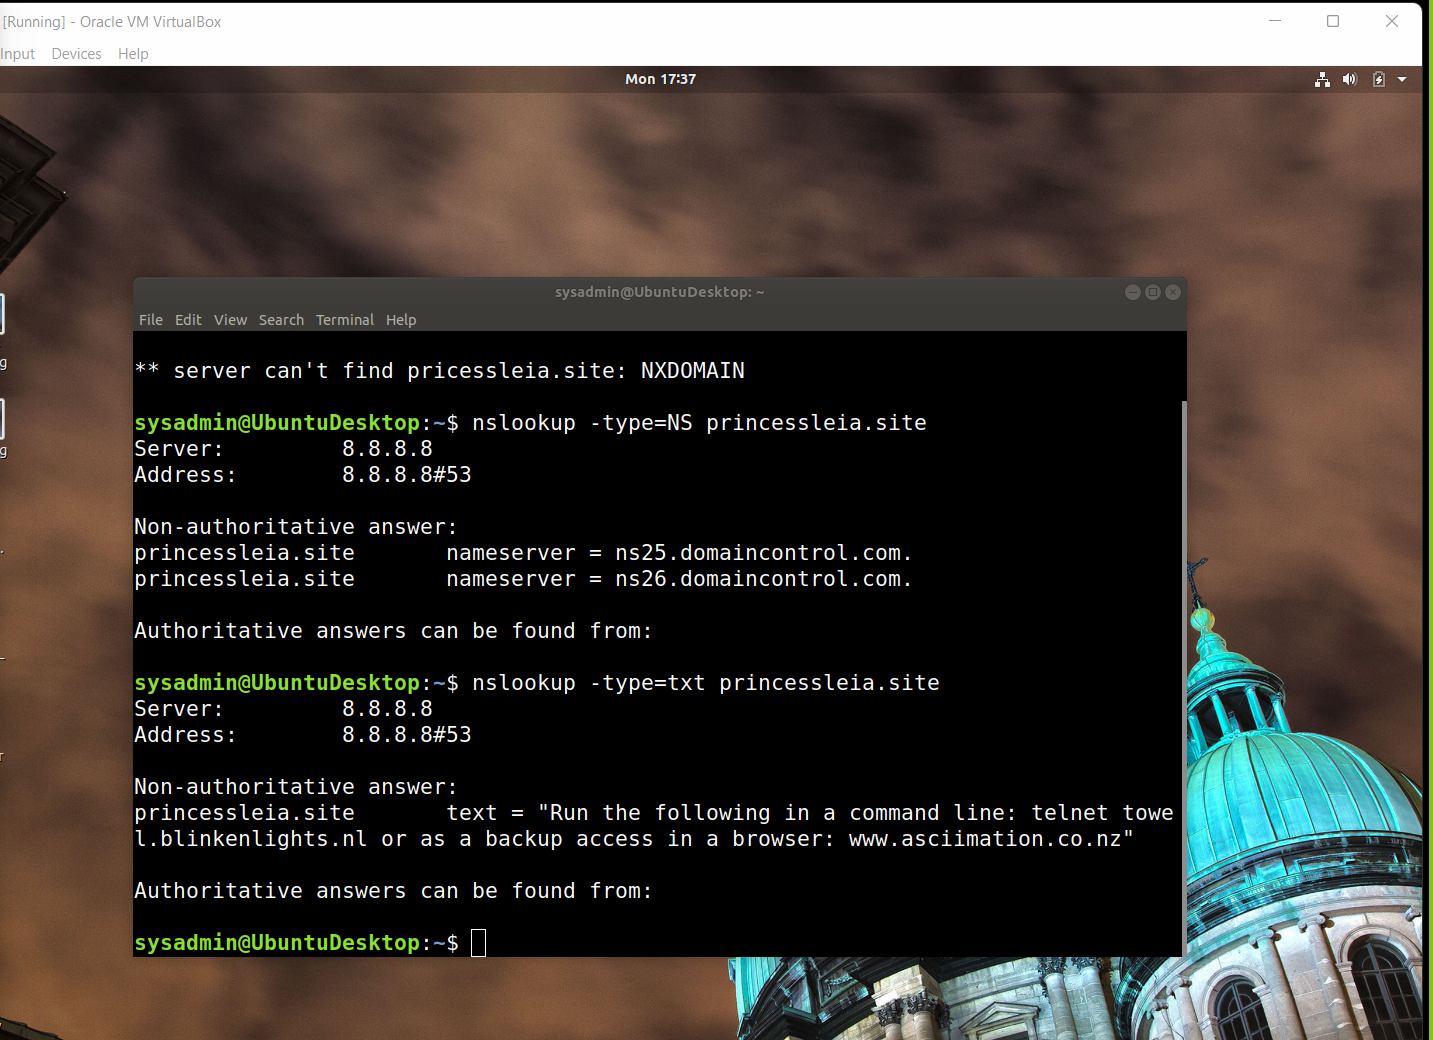 [Running] - Oracle VM VirtualBox
Input Devices Help
Mon 17:37
sysadmin@UbuntuDesktop: ~
File Edit View Search Terminal Help
** server can't find pricessleia.site: NXDOMAIN
sysadmin@UbuntuDesktop:~$ nslookup -type=NS princessleia.site
Server: 8.8.8.8
Address: 8.8.8.8#53
Non-authoritative answer:
princessleia.site nameserver = ns25.domaincontrol.com.
princessleia.site nameserver = ns26.domaincontrol.com.
Authoritative answers can be found from:
sysadmin@UbuntuDesktop:~$ nslookup -type=txt princessleia.site
Server: 8.8.8.8
Address: 8.8.8.8#53
Non-authoritative answer:
princessleia.site text = "Run the following in a command line: telnet towe
l.blinkenlights.nl or as a backup access in a browser: www.asciimation.co.nz"
Authoritative answers can be found from:
sysadmin@UbuntuDesktop:~$